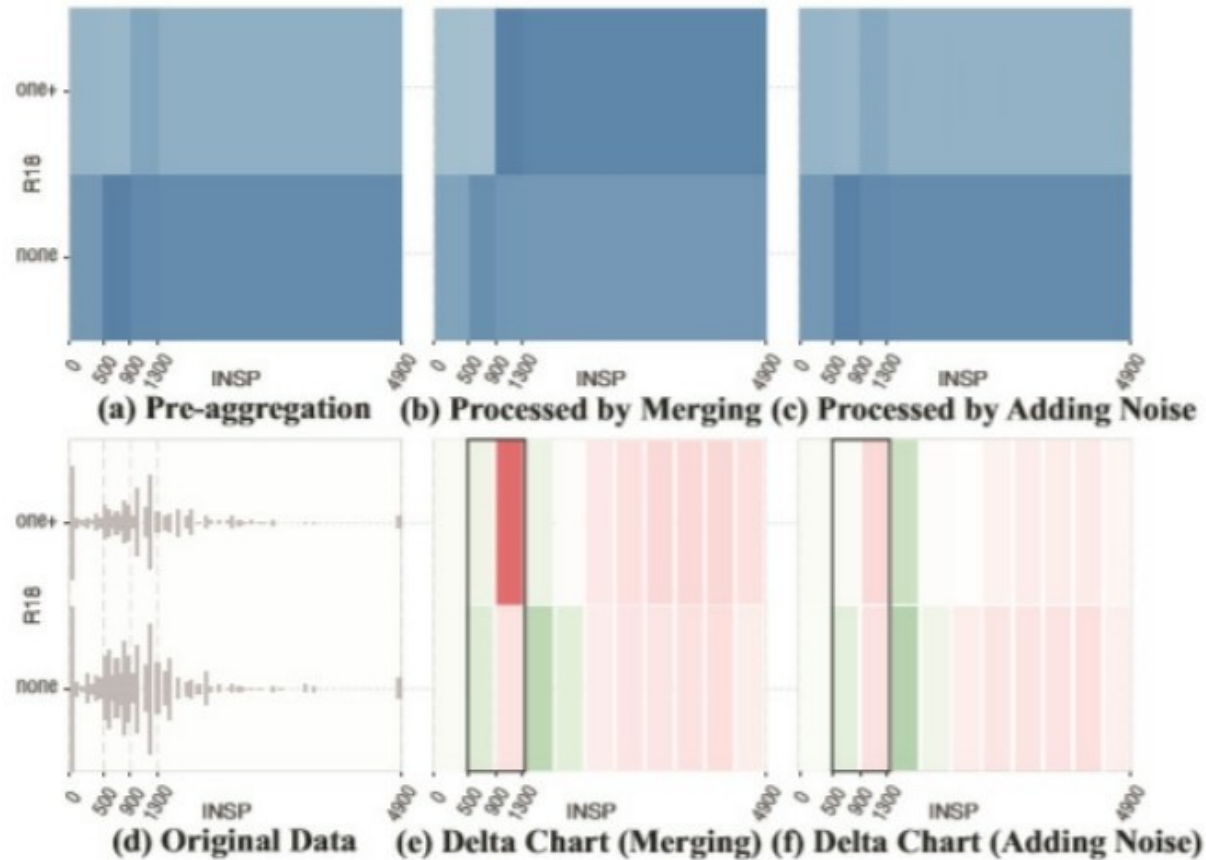 one+
R18
none
0 500 900 1300 4900
INSP
0 500 900 1300 4900
INSP
0 500 900 1300 4900
INSP
(a) Pre-aggregation (b) Processed by Merging (c) Processed by Adding Noise
one+
R18
none
0 500 900 1300 4900
INSP
0 500 900 1300 4900
INSP
0 500 900 1300 4900
INSP
(d) Original Data (e) Delta Chart (Merging) (f) Delta Chart (Adding Noise)